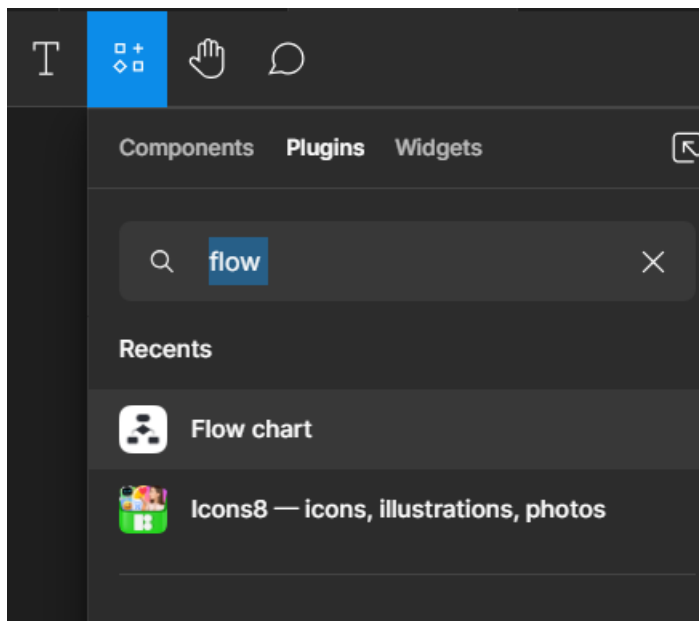 T
Components Plugins Widgets
flow
Recents
Flow chart
Icons8 — icons, illustrations, photos